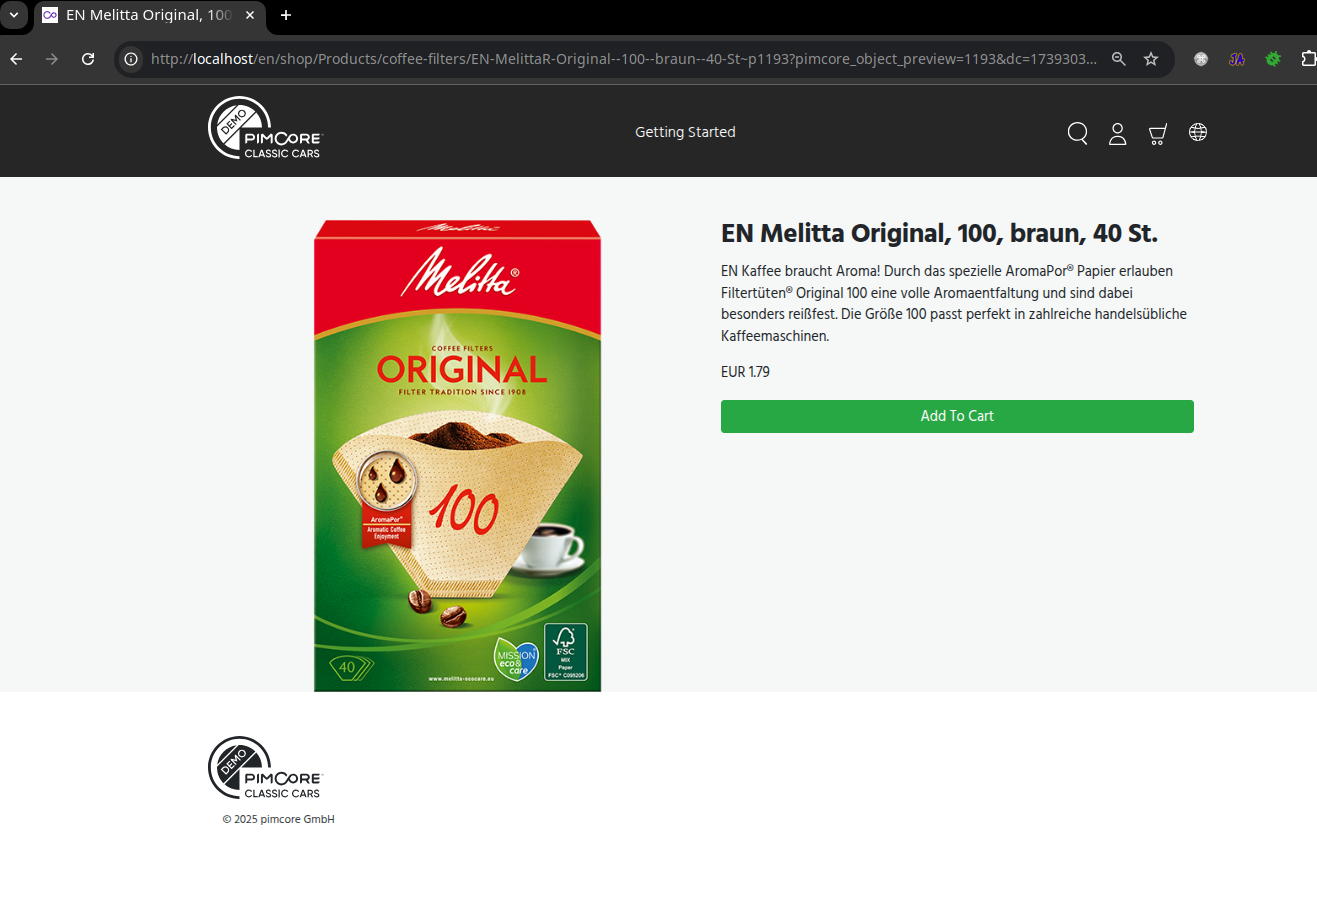 EN Melitta Original, 100
http://localhost/en/shop/Products/coffee-filters/EN-MelittaR-Original--100--braun--40-St~p1193?pimcore_object_preview=1193&dc=1739303...
JA
DEMO
PIMCORE
CLASSIC CARS
Getting Started
Melitta
Melitta®
COFFEE FILTERS
ORIGINAL
FILTER TRADITION SINCE 1908
100
AromaPor®
Aromatic Coffee
Enjoyment
40
www.melitta-ecocare.eu
MISSION
eco&
care
FSC
MIX
Paper
FSC® C095206
EN Melitta Original, 100, braun, 40 St.
EN Kaffee braucht Aroma! Durch das spezielle AromaPor® Papier erlauben
Filtertüten® Original 100 eine volle Aromaentfaltung und sind dabei
besonders reißfest. Die Größe 100 passt perfekt in zahlreiche handelsübliche
Kaffeemaschinen.
EUR 1.79
Add To Cart
DEMO
PIMCORE
CLASSIC CARS
© 2025 pimcore GmbH